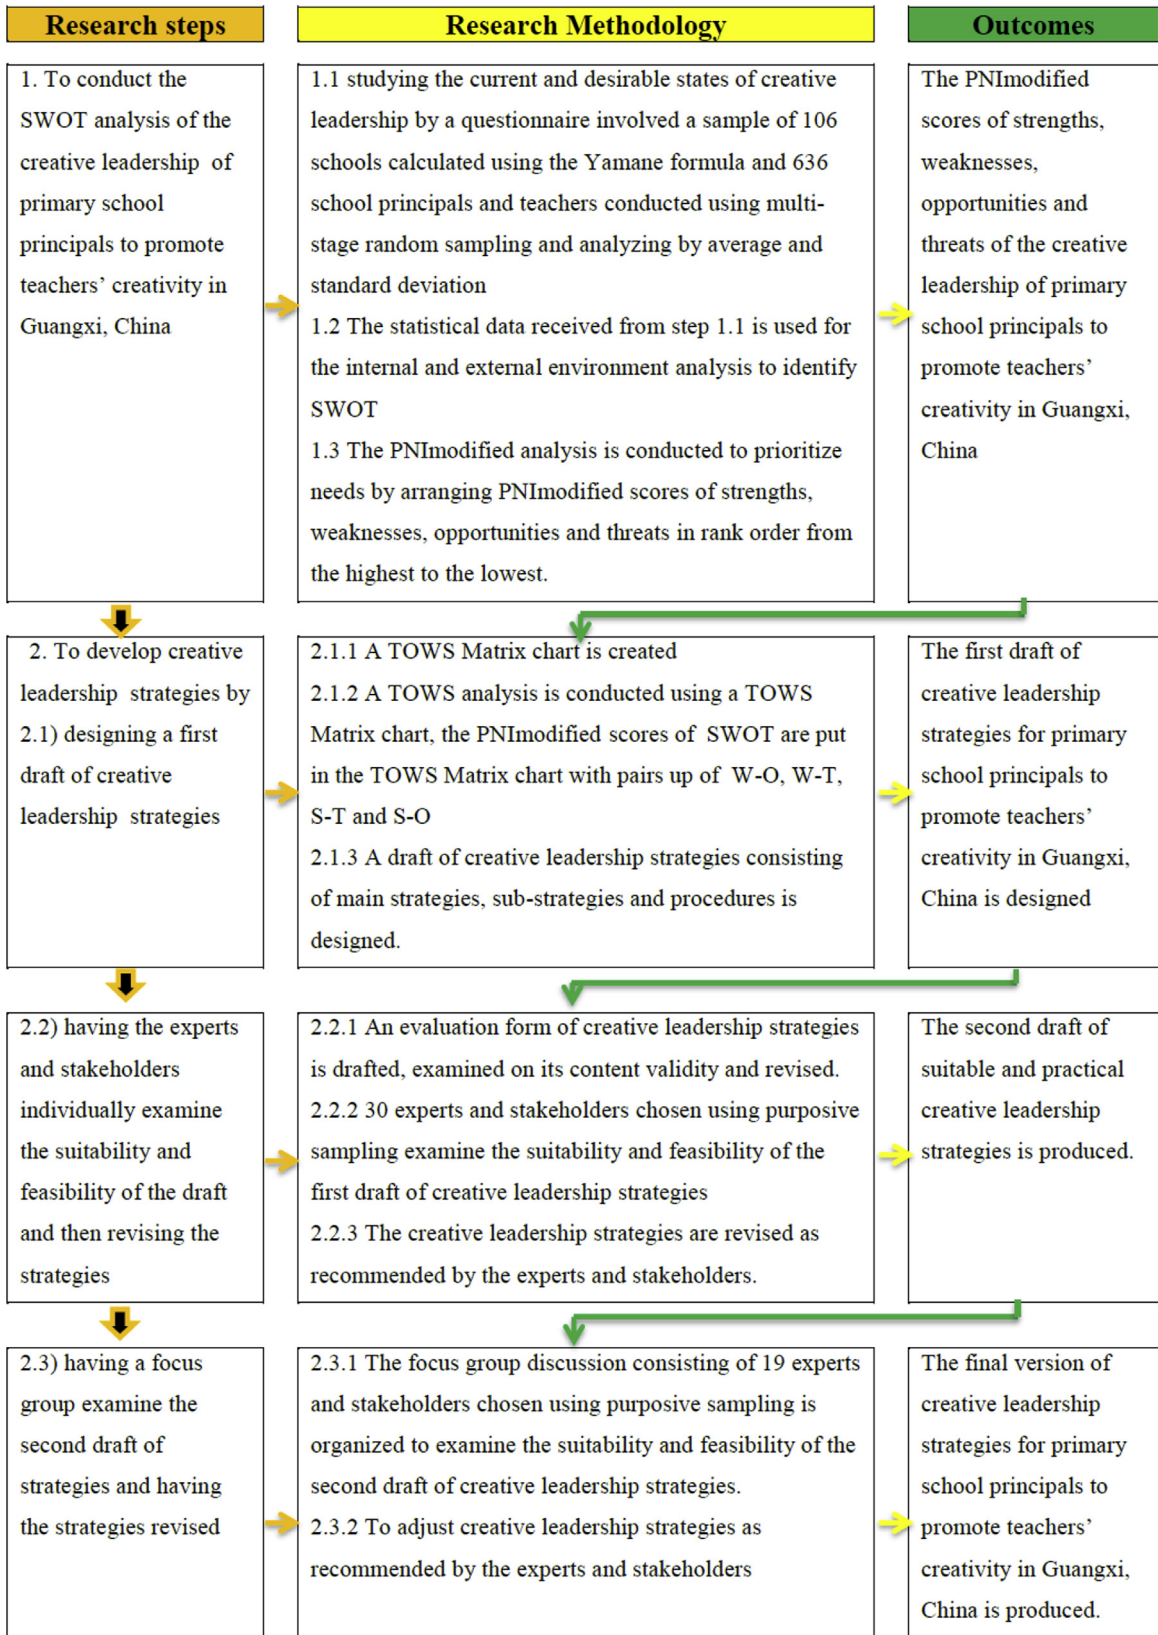 Research steps
Research Methodology
Outcomes
1. To conduct the
SWOT analysis of the
creative leadership of
primary school
principals to promote
teachers’ creativity in
Guangxi, China
1.1 studying the current and desirable states of creative
leadership by a questionnaire involved a sample of 106
schools calculated using the Yamane formula and 636
school principals and teachers conducted using multi-
stage random sampling and analyzing by average and
standard deviation
1.2 The statistical data received from step 1.1 is used for
the internal and external environment analysis to identify
SWOT
1.3 The PNImodified analysis is conducted to prioritize
needs by arranging PNImodified scores of strengths,
weaknesses, opportunities and threats in rank order from
the highest to the lowest.
The PNImodified
scores of strengths,
weaknesses,
opportunities and
threats of the creative
leadership of primary
school principals to
promote teachers’
creativity in Guangxi,
China
2. To develop creative
leadership strategies by
2.1) designing a first
draft of creative
leadership strategies
2.1.1 A TOWS Matrix chart is created
2.1.2 A TOWS analysis is conducted using a TOWS
Matrix chart, the PNImodified scores of SWOT are put
in the TOWS Matrix chart with pairs up of W-O, W-T,
S-T and S-O
2.1.3 A draft of creative leadership strategies consisting
of main strategies, sub-strategies and procedures is
designed.
The first draft of
creative leadership
strategies for primary
school principals to
promote teachers’
creativity in Guangxi,
China is designed
2.2) having the experts
and stakeholders
individually examine
the suitability and
feasibility of the draft
and then revising the
strategies
2.2.1 An evaluation form of creative leadership strategies
is drafted, examined on its content validity and revised.
2.2.2 30 experts and stakeholders chosen using purposive
sampling examine the suitability and feasibility of the
first draft of creative leadership strategies
2.2.3 The creative leadership strategies are revised as
recommended by the experts and stakeholders.
The second draft of
suitable and practical
creative leadership
strategies is produced.
2.3) having a focus
group examine the
second draft of
strategies and having
the strategies revised
2.3.1 The focus group discussion consisting of 19 experts
and stakeholders chosen using purposive sampling is
organized to examine the suitability and feasibility of the
second draft of creative leadership strategies.
2.3.2 To adjust creative leadership strategies as
recommended by the experts and stakeholders
The final version of
creative leadership
strategies for primary
school principals to
promote teachers’
creativity in Guangxi,
China is produced.